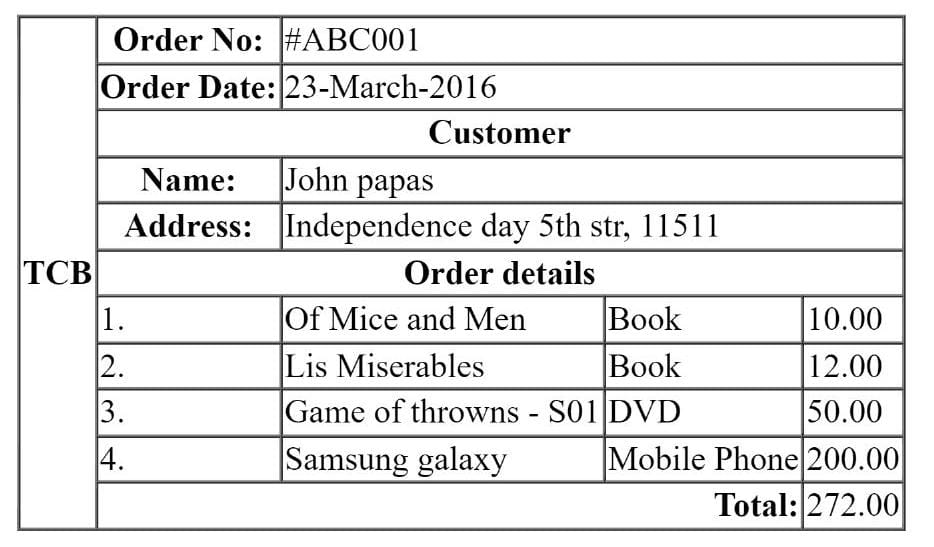 TCB
Order No: #ABC001
Order Date: 23-March-2016
Customer
Name: John papas
Address: Independence day 5th str, 11511
Order details
1. Of Mice and Men Book 10.00
2. Lis Miserables Book 12.00
3. Game of throwns - S01 DVD 50.00
4. Samsung galaxy Mobile Phone 200.00
Total: 272.00